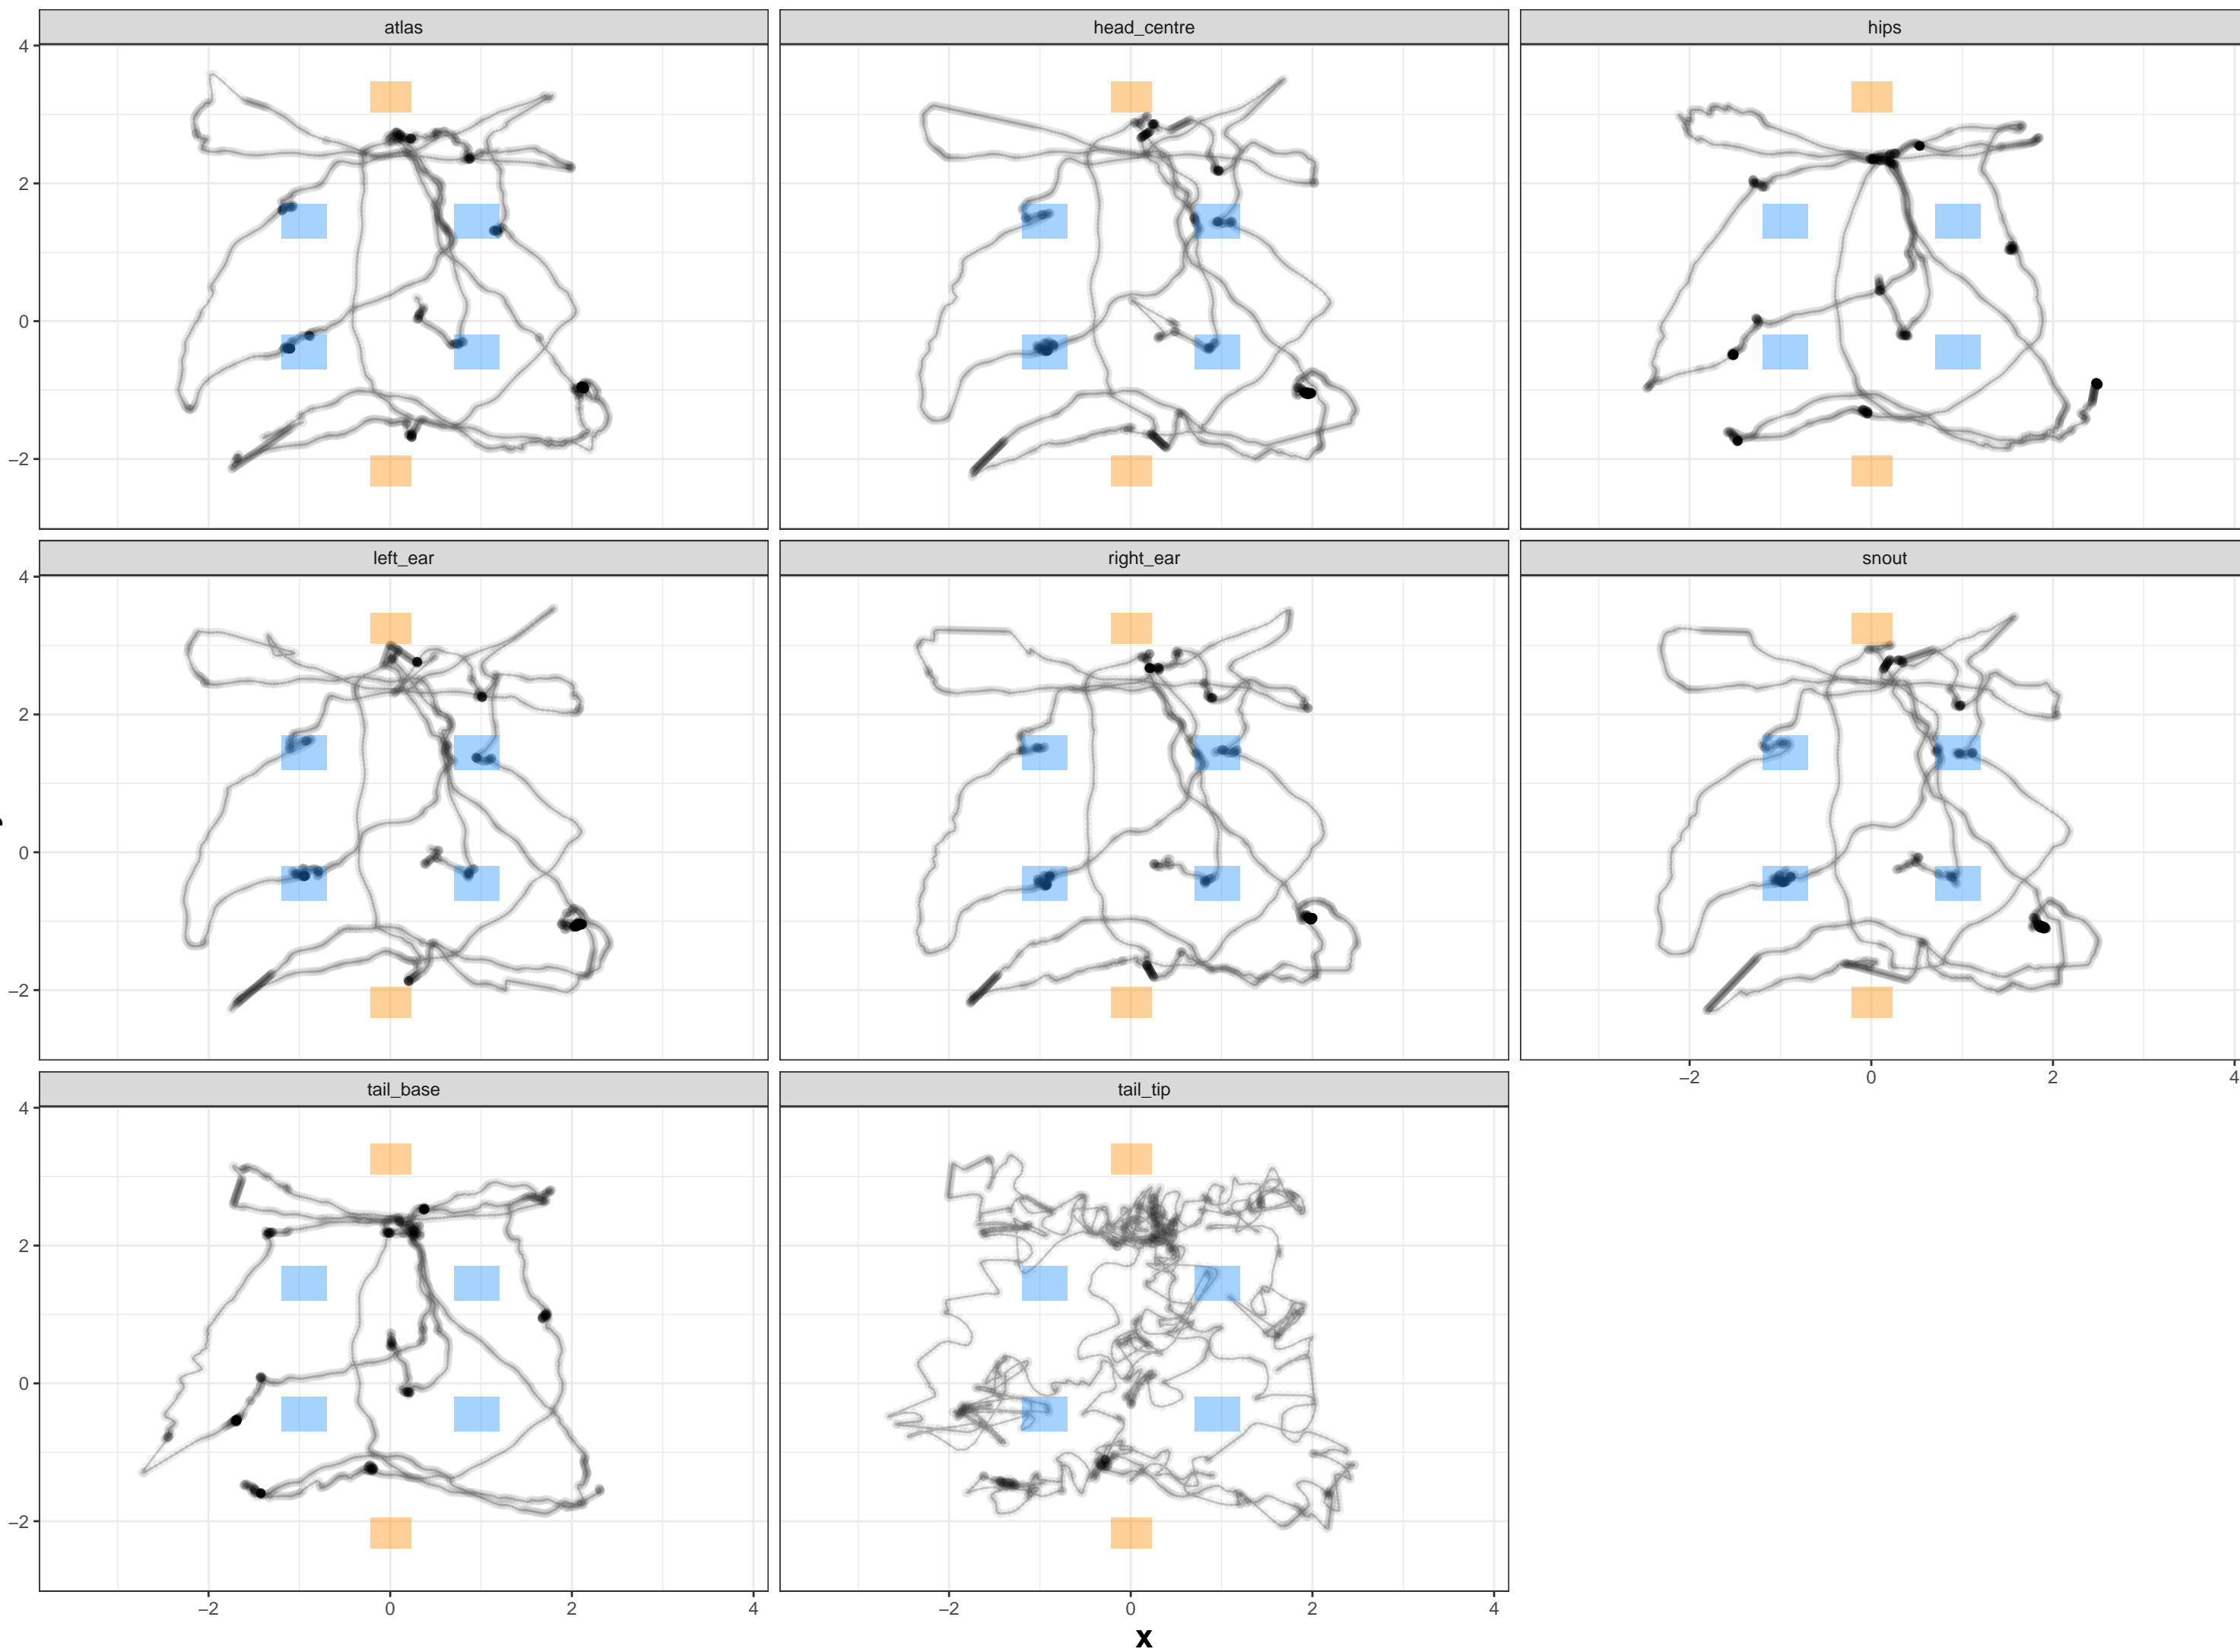 atlas head_centre hips
4
2
0
−2
left_ear right_ear snout
4
2
0
−2
−2 0 2 4
tail_base tail_tip
4
2
0
−2
−2 0 2 4 −2 0 2 4
x